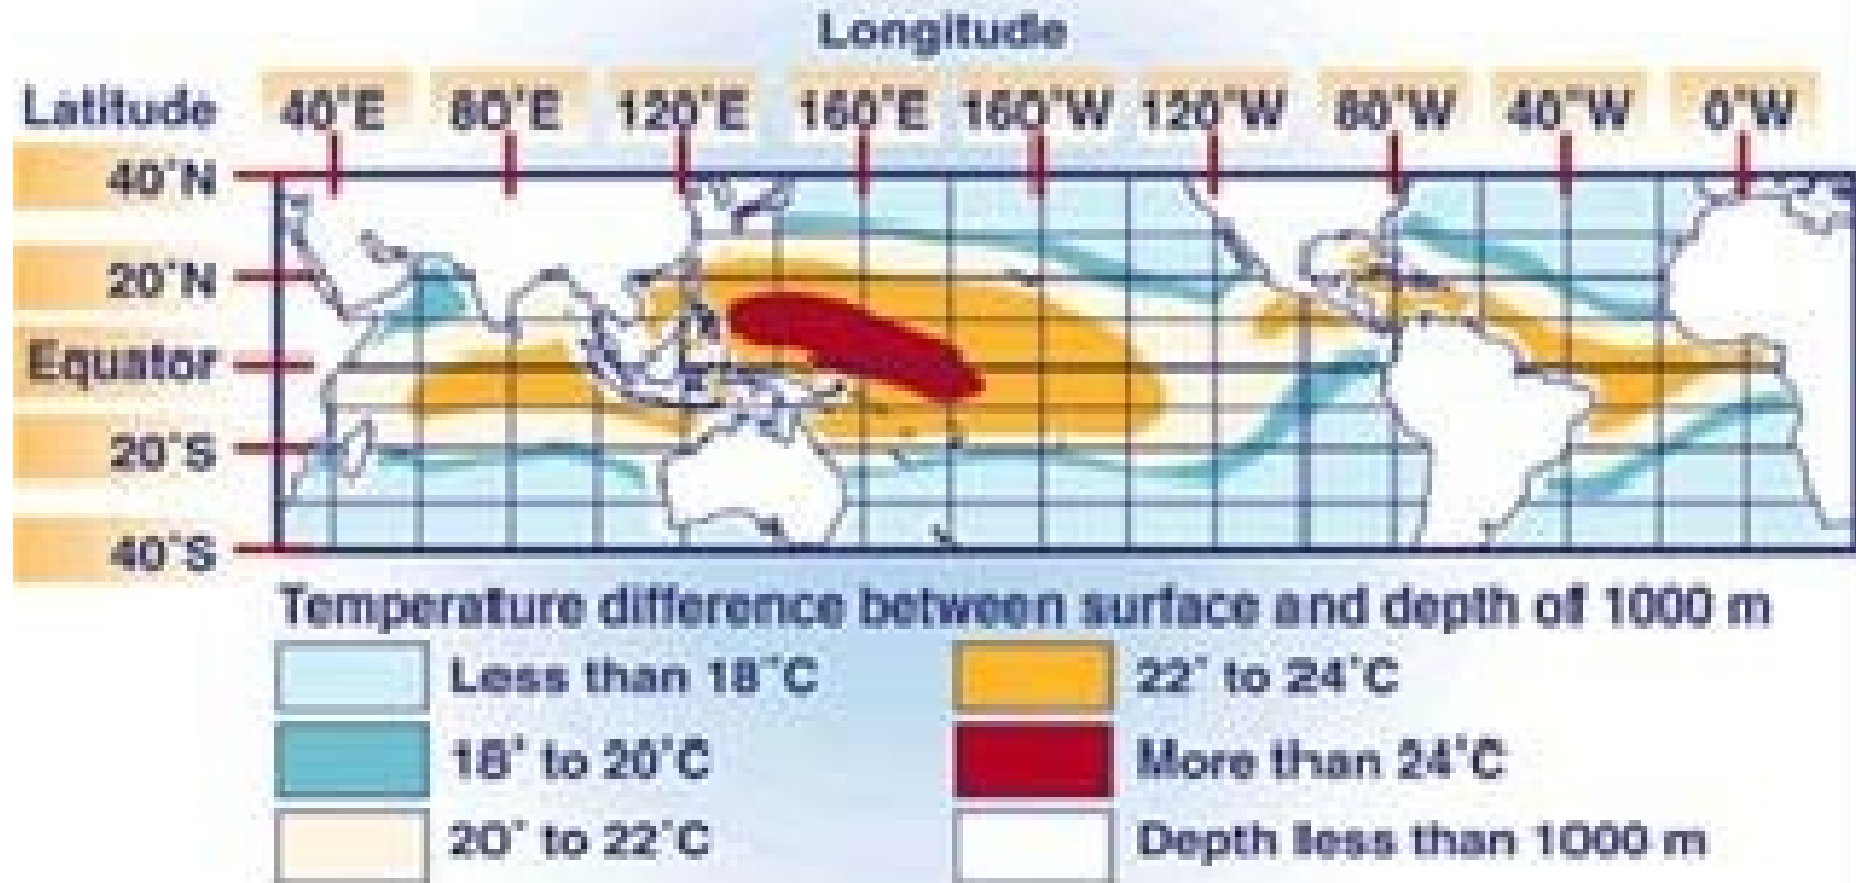 Longitude
Latitude 40°E 80°E 120°E 160°E 160°W 120°W 80°W 40°W 0°W
40°N
20°N
Equator
20°S
40°S
Temperature difference between surface and depth of 1000 m
Less than 18°C 22° to 24°C
18° to 20°C More than 24°C
20° to 22°C Depth less than 1000 m